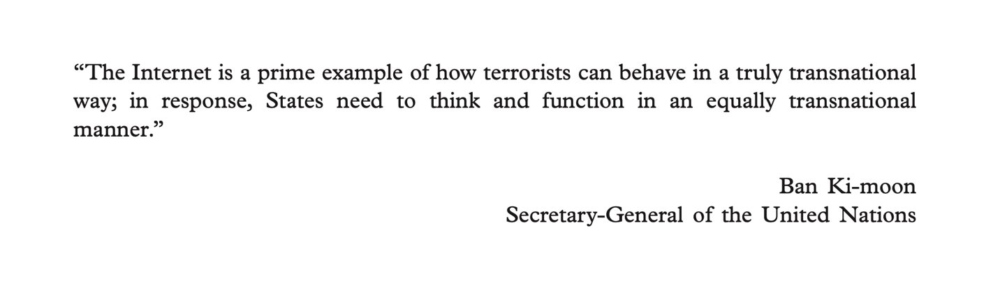 “The Internet is a prime example of how terrorists can behave in a truly transnational
way; in response, States need to think and function in an equally transnational
manner.”
Ban Ki-moon
Secretary-General of the United Nations